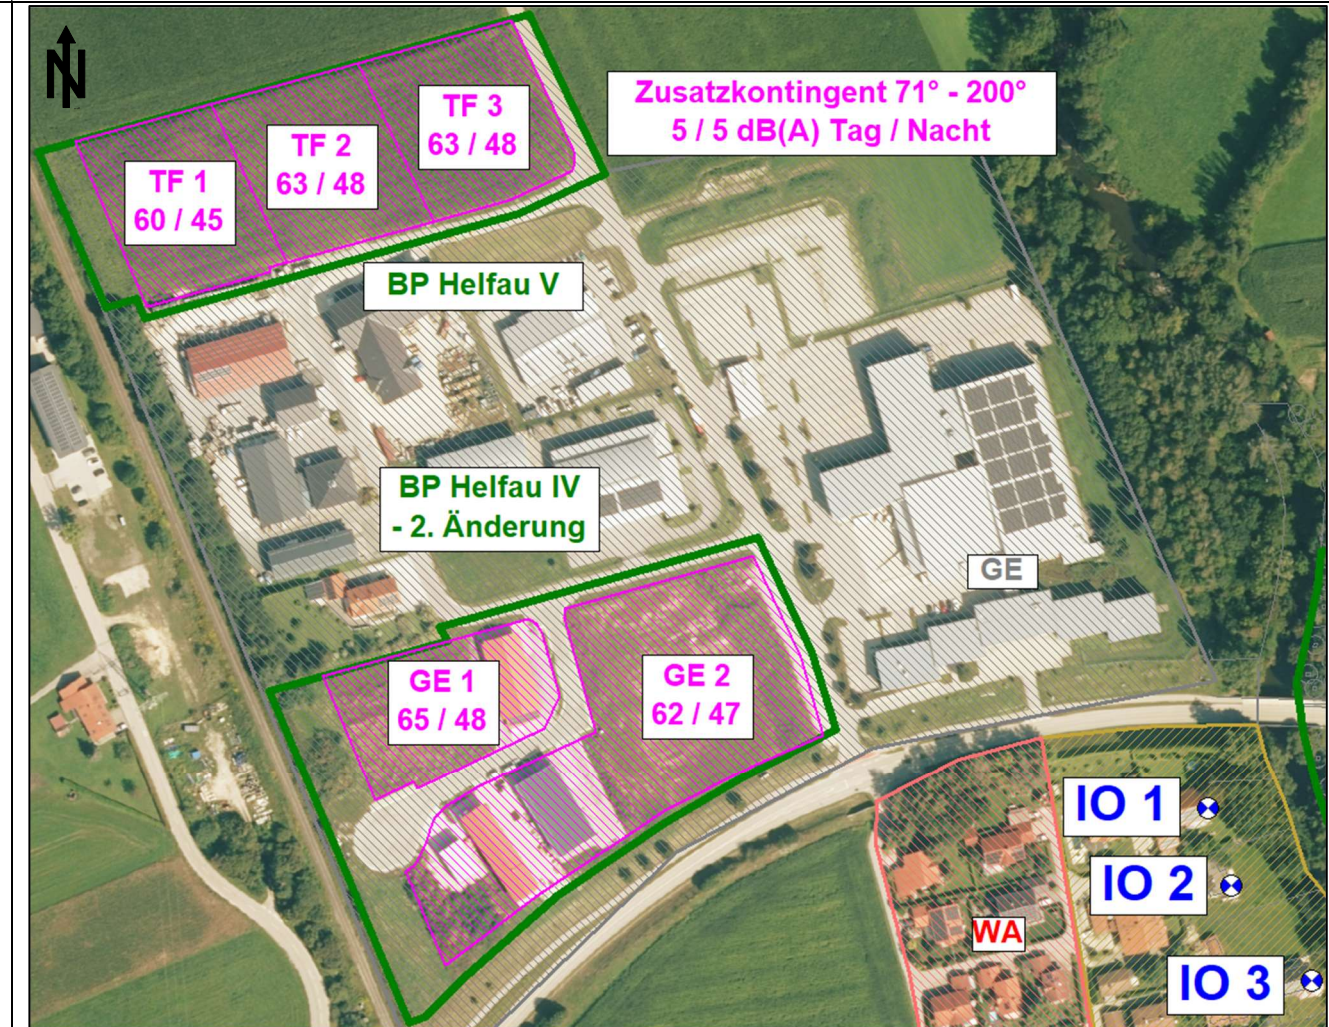 N
Zusatzkontingent 71° - 200°
5 / 5 dB(A) Tag / Nacht
TF 3
63 / 48
TF 2
63 / 48
TF 1
60 / 45
BP Helfau V
BP Helfau IV
- 2. Änderung
GE
GE 1
65 / 48
GE 2
62 / 47
IO 1
IO 2
WA
IO 3